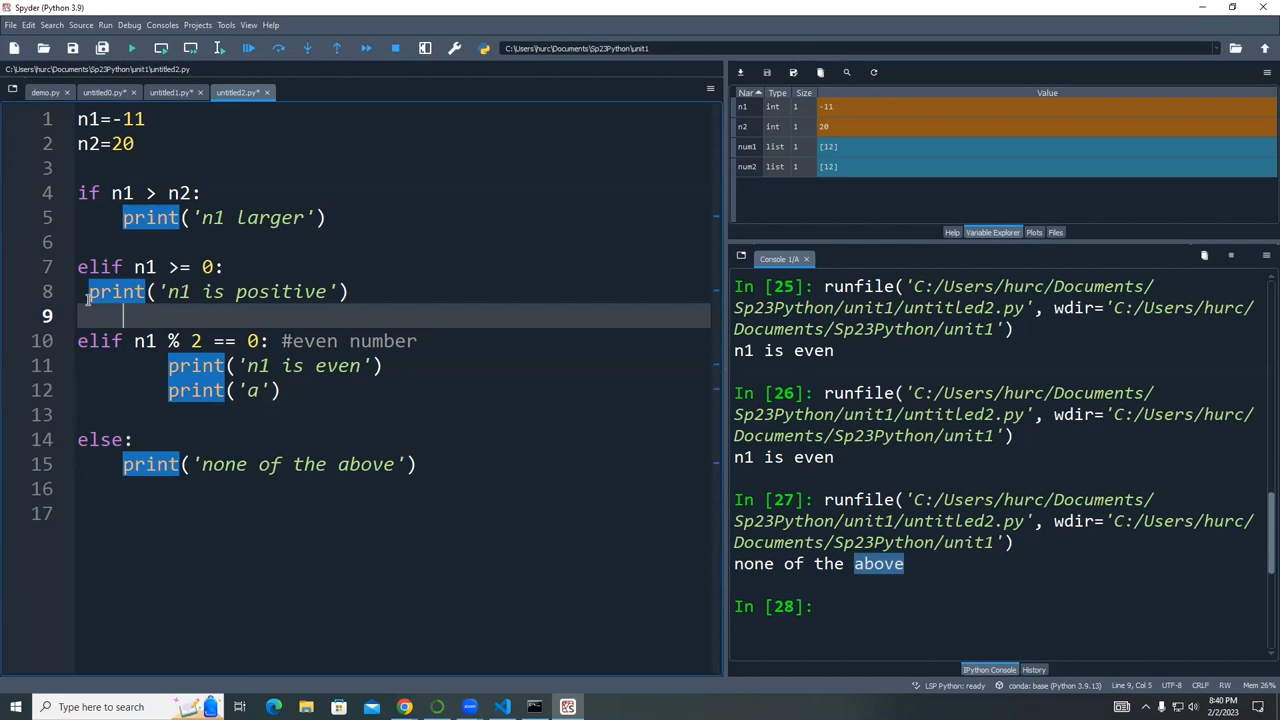 Spyder (Python 3.9)
File Edit Search Source Run Debug Consoles Projects Tools View Help
C:\Users\hurc\Documents\Sp23Python\unit1
C:\Users\hurc\Documents\Sp23Python\unit1\untitled2.py
demo.py untitled0.py* untitled1.py* untitled2.py*
1 n1=-11
2 n2=20
3
4 if n1 > n2:
5 print('n1 larger')
6
7 elif n1 >= 0:
8 print('n1 is positive')
9
10 elif n1 % 2 == 0: #even number
11 print('n1 is even')
12 print('a')
13
14 else:
15 print('none of the above')
16
17
Nar Type Size Value
n1 int 1 -11
n2 int 1 20
num1 list 1 [12]
num2 list 1 [12]
Help Variable Explorer Plots Files
Console 1/A
In [25]: runfile('C:/Users/hurc/Documents/
Sp23Python/unit1/untitled2.py', wdir='C:/Users/hurc/
Documents/Sp23Python/unit1')
n1 is even
In [26]: runfile('C:/Users/hurc/Documents/
Sp23Python/unit1/untitled2.py', wdir='C:/Users/hurc/
Documents/Sp23Python/unit1')
n1 is even
In [27]: runfile('C:/Users/hurc/Documents/
Sp23Python/unit1/untitled2.py', wdir='C:/Users/hurc/
Documents/Sp23Python/unit1')
none of the above
In [28]:
IPython Console History
LSP Python: ready conda: base (Python 3.9.13) Line 9, Col 5 UTF-8 CRLF RW Mem 26%
Type here to search
8:40 PM
2/2/2023